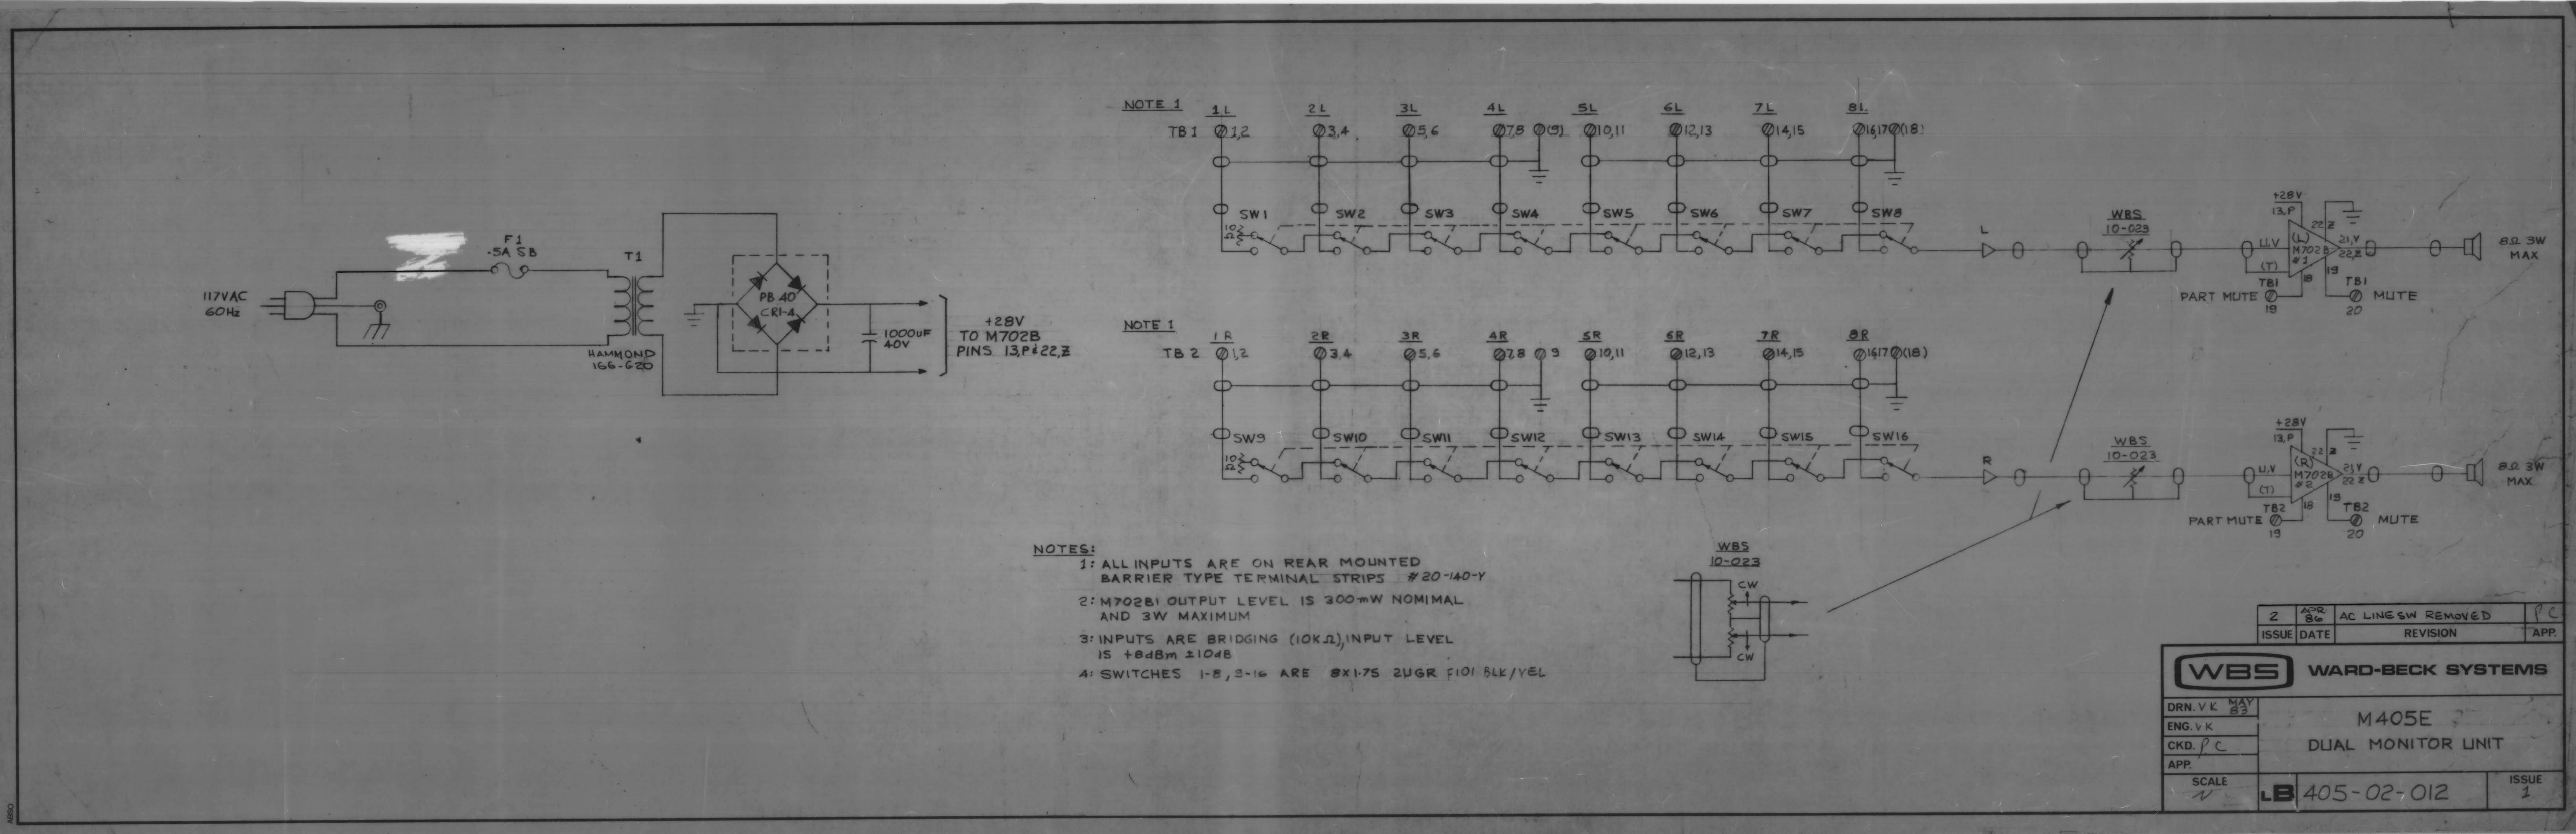 117VAC
60Hz
F1
.5A SB
T1
HAMMOND
166-G20
PB 40
CR1-4
1000uF
40V
+28V
TO M702B
PINS 13,P&22,Z
NOTE 1
1L 2L 3L 4L 5L 6L 7L 8L
TB1 1,2 3,4 5,6 7,8 (9) 10,11 12,13 14,15 16,17 (18)
SW1 SW2 SW3 SW4 SW5 SW6 SW7 SW8
10
Ω
L
WBS
10-023
+28V
13,P
22,Z
U,V
(T)
(L)
M702B
#1
21,Y
22,Z
18
19
TB1
PART MUTE
19
TB1
MUTE
20
8Ω 3W
MAX
NOTE 1
1R 2R 3R 4R 5R 6R 7R 8R
TB 2 1,2 3,4 5,6 7,8 9 10,11 12,13 14,15 16,17 (18)
SW9 SW10 SW11 SW12 SW13 SW14 SW15 SW16
10
Ω
R
WBS
10-023
+28V
13,P
22 Z
U,V
(T)
(R)
M702B
#2
21,Y
22 Z
18
19
TB2
PART MUTE
19
TB2
MUTE
20
8Ω 3W
MAX
NOTES:
1: ALL INPUTS ARE ON REAR MOUNTED
BARRIER TYPE TERMINAL STRIPS #20-140-Y
2: M702B1 OUTPUT LEVEL IS 300mW NOMIMAL
AND 3W MAXIMUM
3: INPUTS ARE BRIDGING (10KΩ), INPUT LEVEL
IS +8dBm ±10dB
4: SWITCHES 1-8, 9-16 ARE 8X1.75 2UGR F101 BLK/YEL
WBS
10-023
CW
CW
2 APR 86 AC LINE SW REMOVED PC
ISSUE DATE REVISION APP.
WBS WARD-BECK SYSTEMS
DRN. VK MAY 83
ENG. VK
CKD. PC
APP.
SCALE
N
M405E
DUAL MONITOR UNIT
LB 405-02-012
ISSUE
1